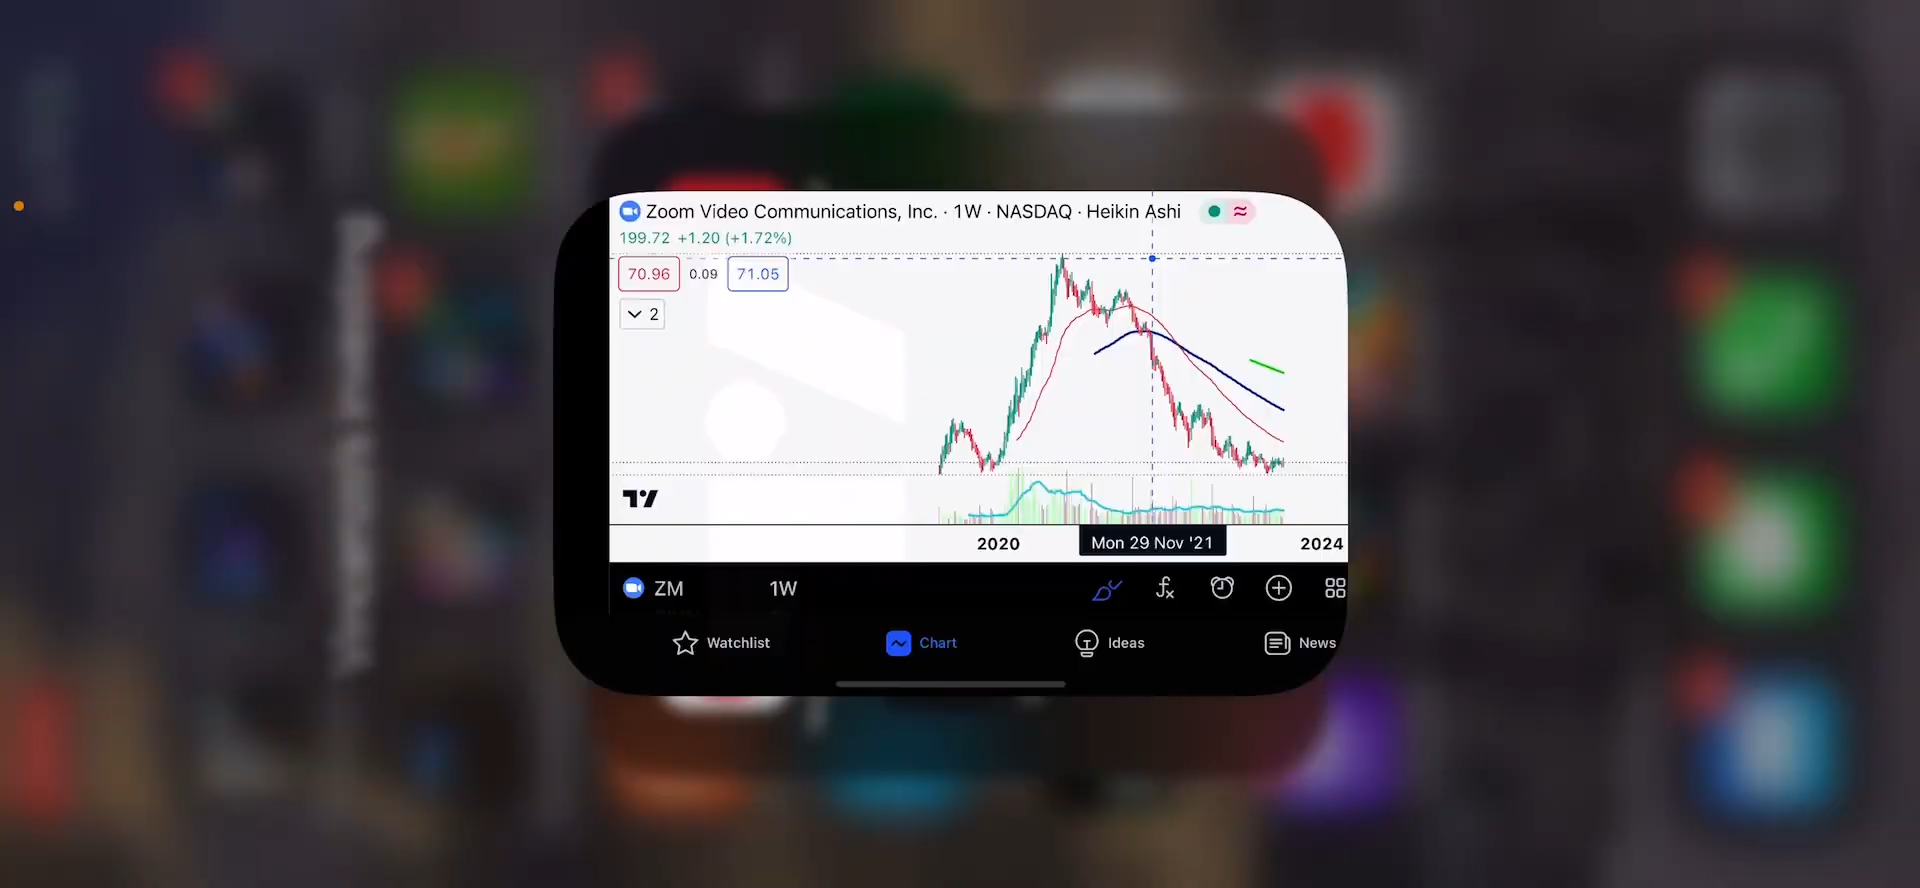 Zoom Video Communications, Inc. · 1W · NASDAQ · Heikin Ashi
199.72 +1.20 (+1.72%)
70.96 0.09 71.05
2
2020 Mon 29 Nov '21 2024
ZM 1W
Watchlist Chart Ideas News